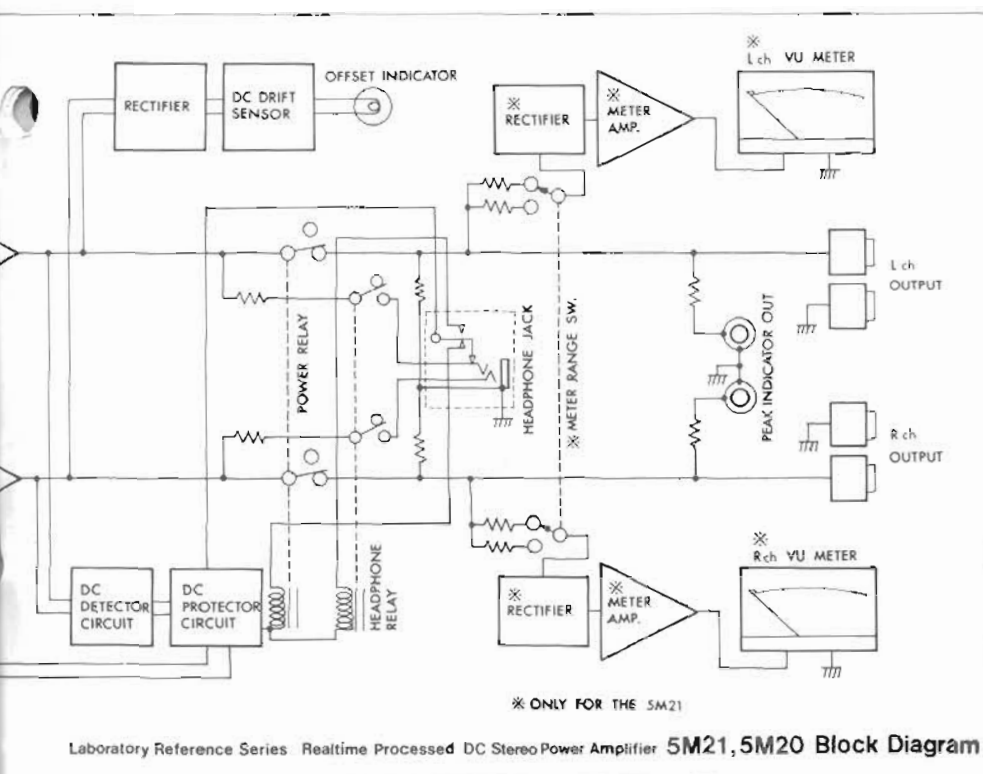 ※
L ch VU METER
OFFSET INDICATOR
RECTIFIER
DC DRIFT
SENSOR
※
RECTIFIER
※
METER
AMP.
L ch
OUTPUT
POWER RELAY
HEADPHONE JACK
※ METER RANGE SW.
PEAK INDICATOR OUT
R ch
OUTPUT
※
R ch VU METER
DC
DETECTOR
CIRCUIT
DC
PROTECTOR
CIRCUIT
HEADPHONE
RELAY
※
RECTIFIER
※
METER
AMP.
※ ONLY FOR THE 5M21
Laboratory Reference Series Realtime Processed DC Stereo Power Amplifier 5M21, 5M20 Block Diagram